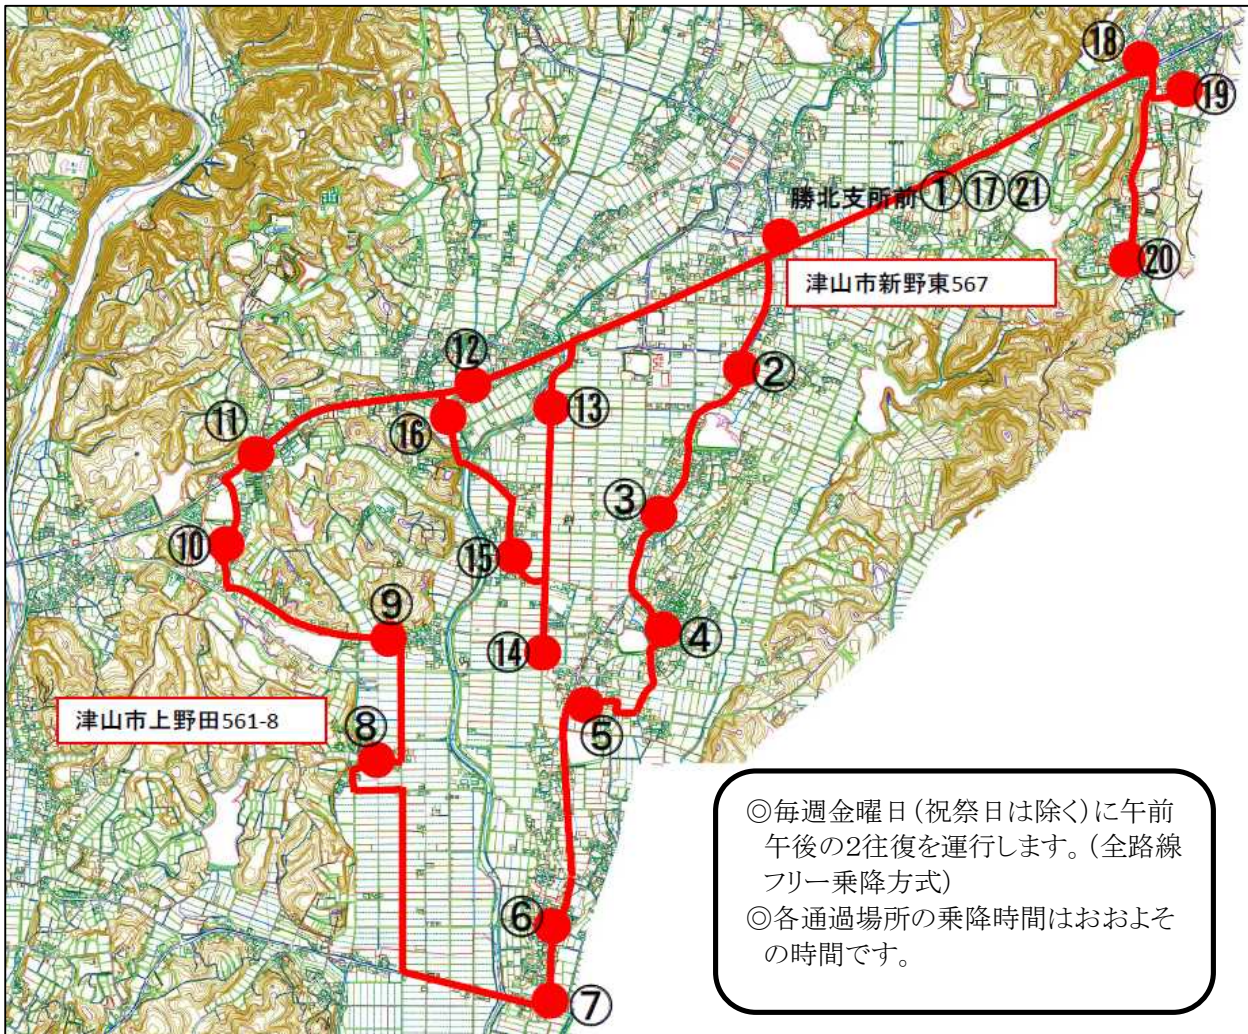 ⑱
⑲
勝北支所前 ① ⑰ ㉑
⑳
津山市新野東567
⑫
②
⑬
⑯
⑪
③
⑩
⑮
⑨
④
⑭
津山市上野田561-8
⑧
⑤
◎毎週金曜日(祝祭日は除く)に午前
午後の2往復を運行します。(全路線
フリー乗降方式)
◎各通過場所の乗降時間はおおよそ
の時間です。
⑥
⑦